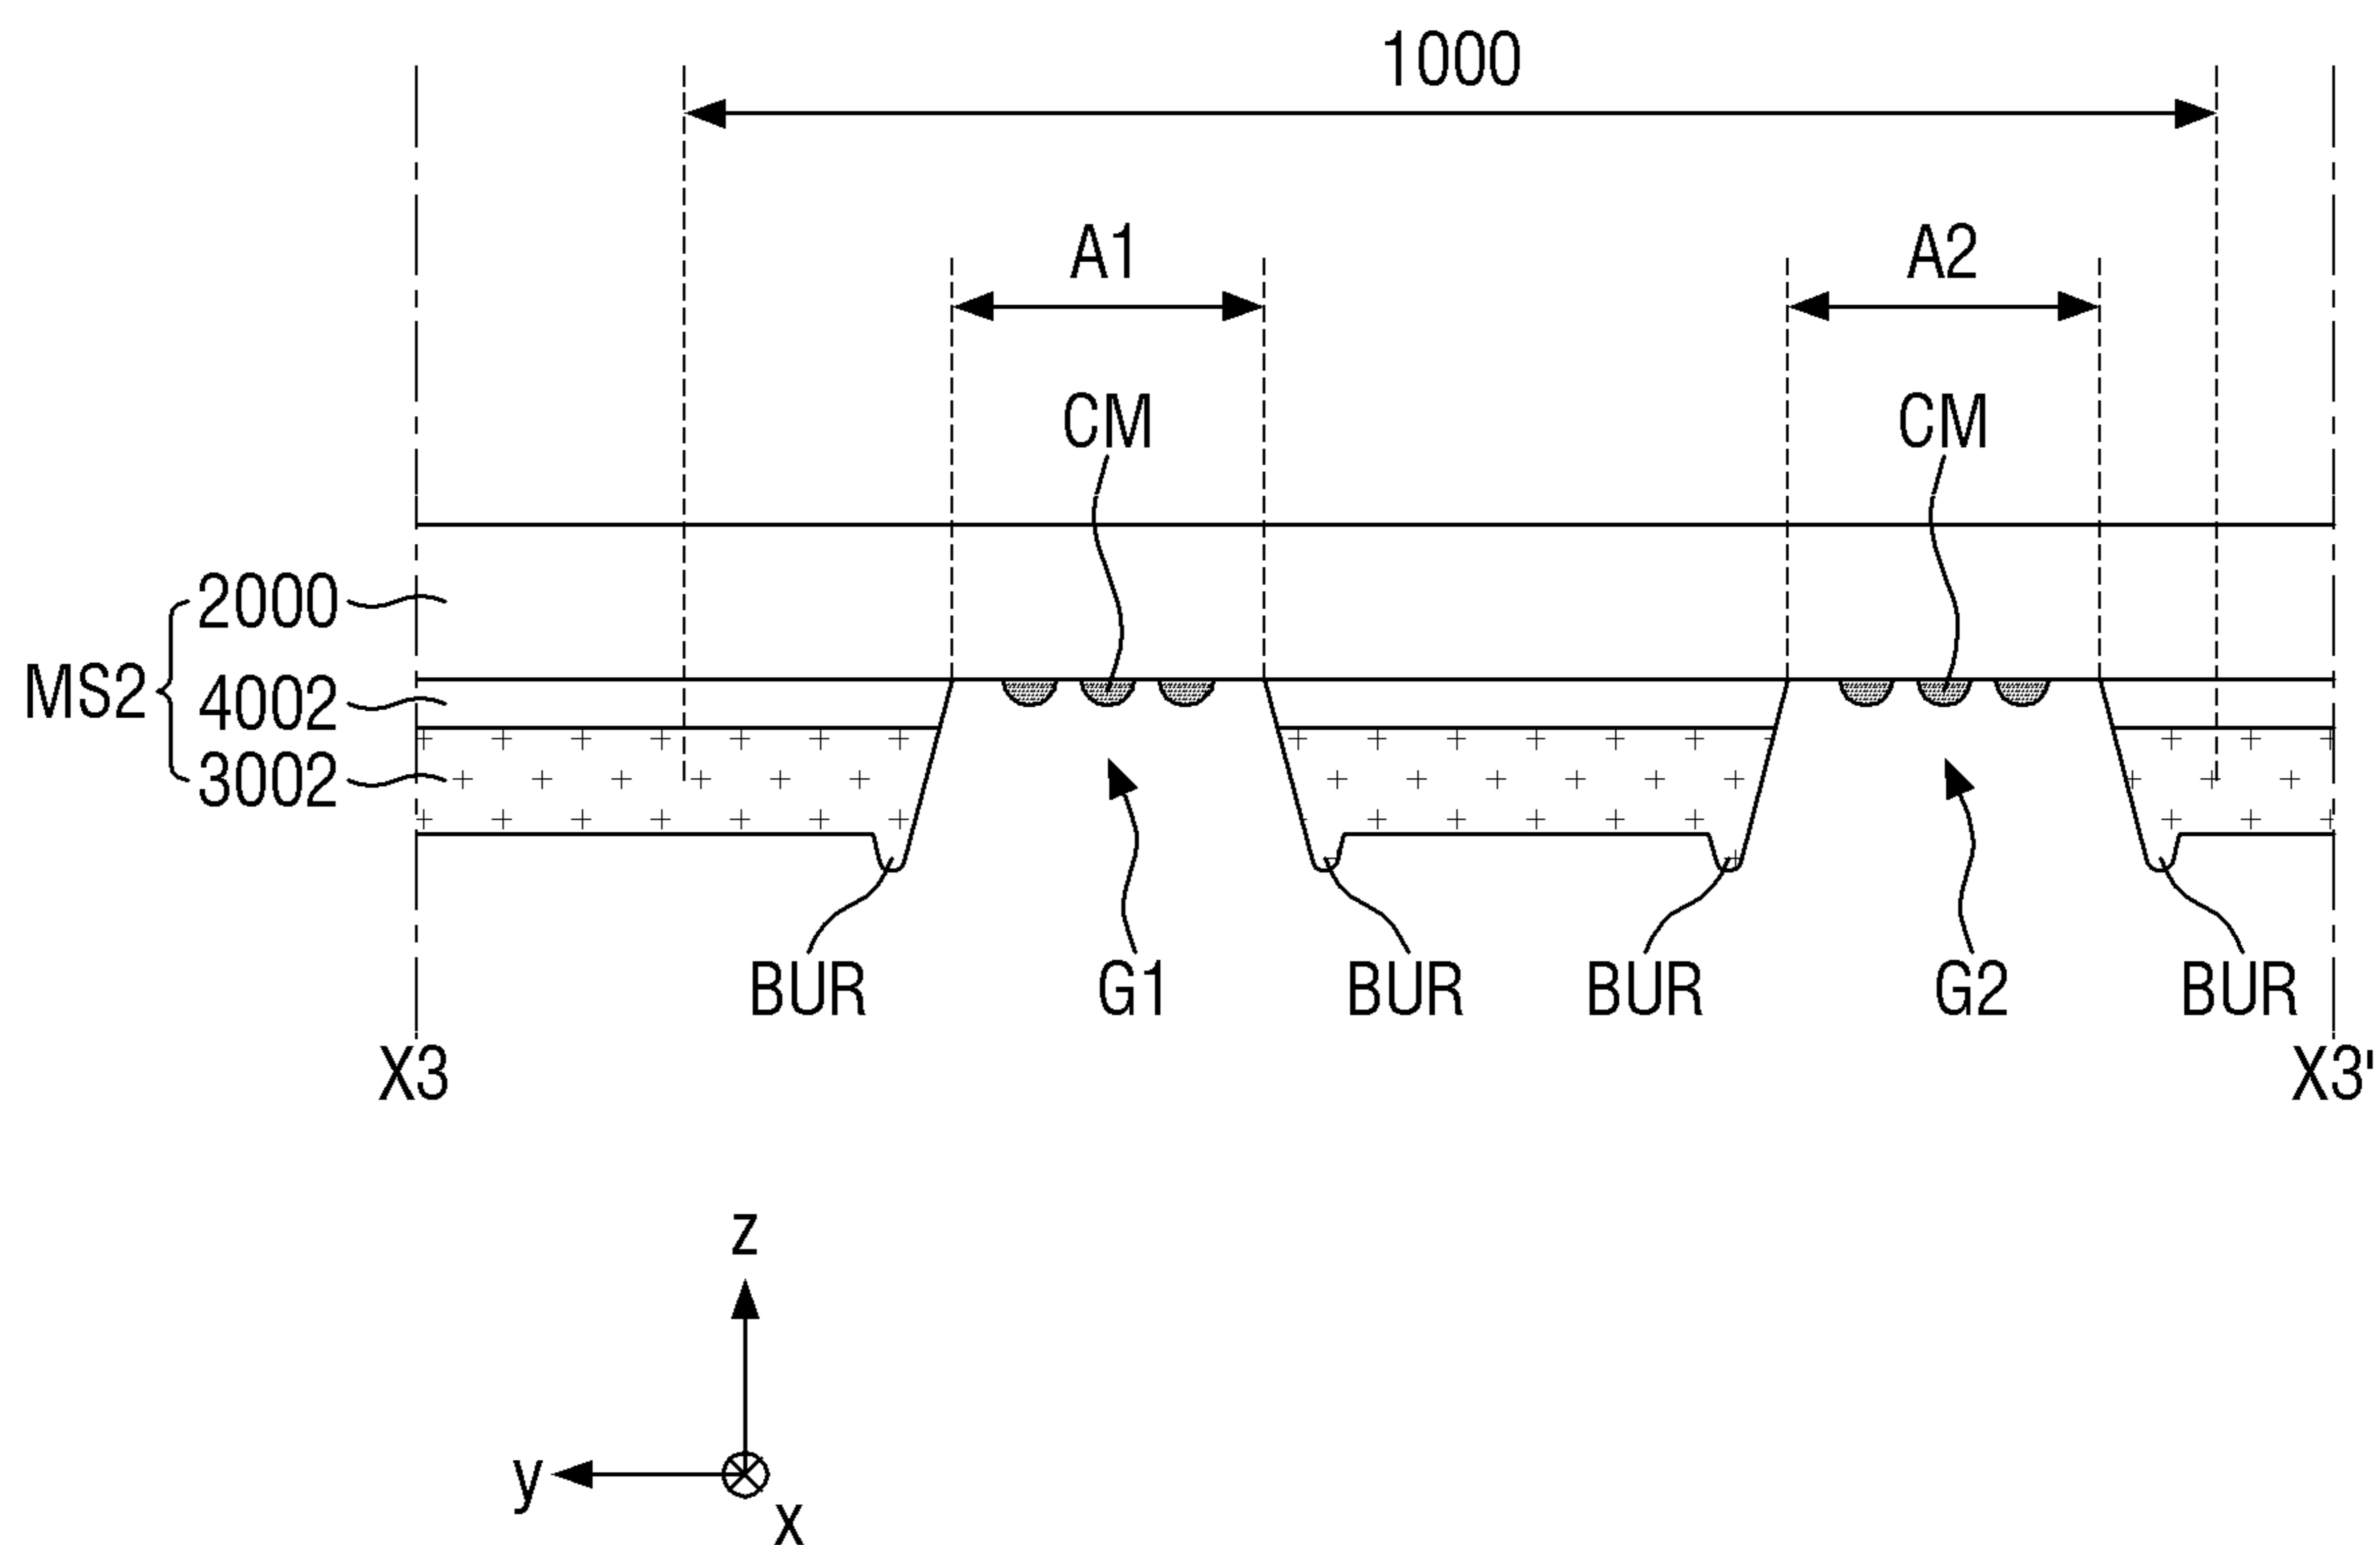 1000
A1 A2
CM CM
2000
MS2 4002
3002
BUR G1 BUR BUR G2 BUR
X3 X3'
z
y
x